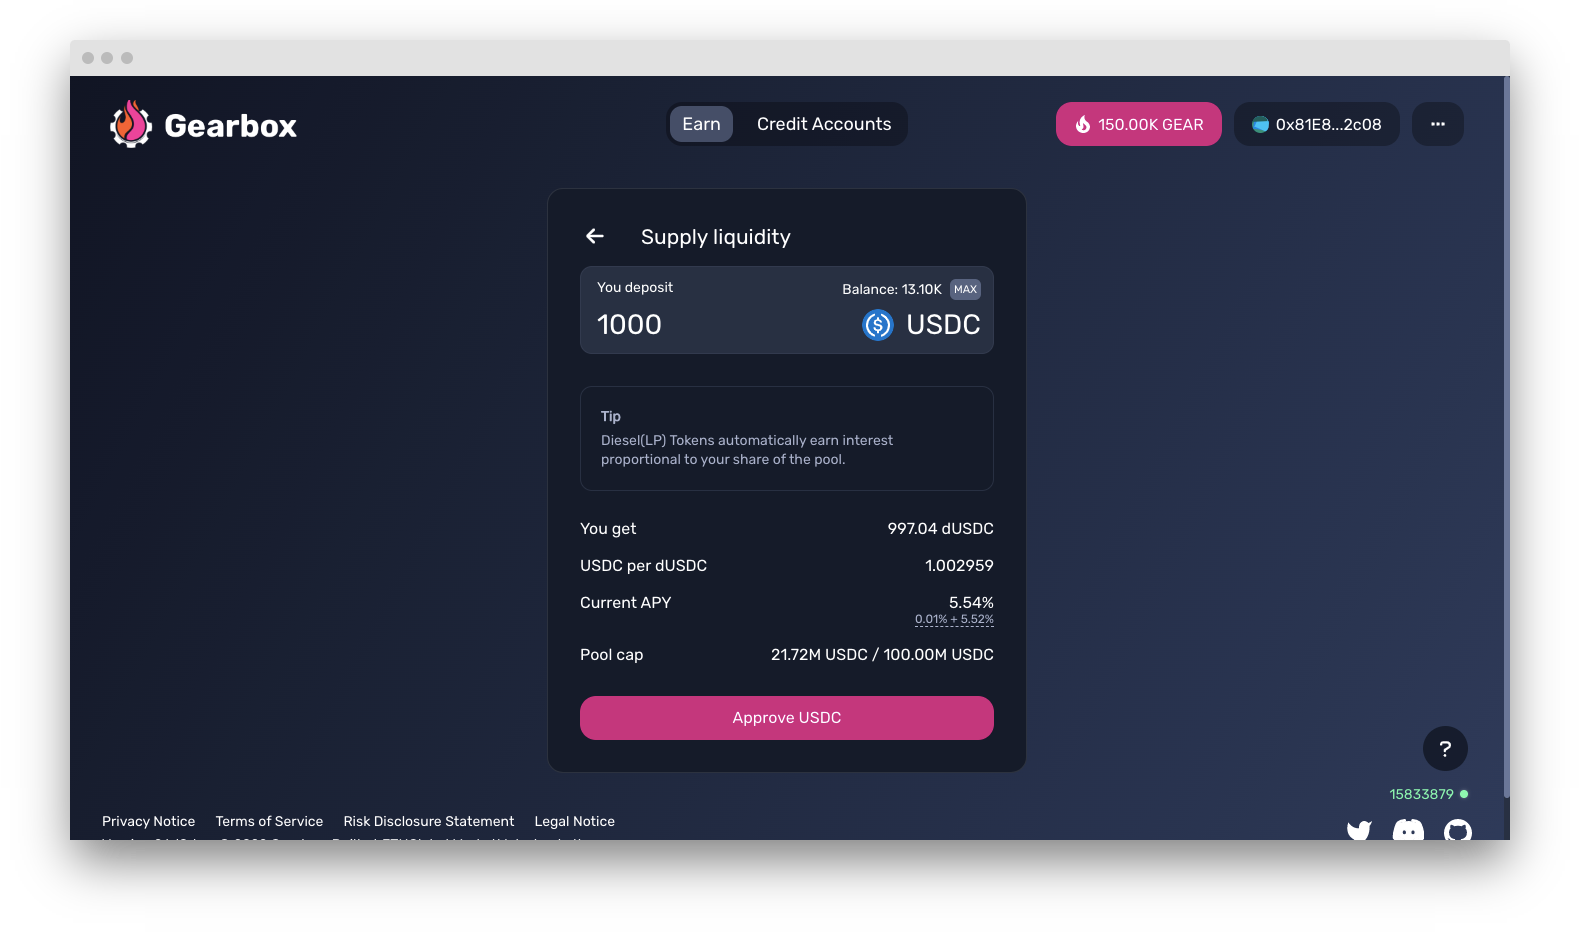 Gearbox
Earn
Credit Accounts
150.00K GEAR
0x81E8...2c08
Supply liquidity
You deposit
Balance: 13.10K MAX
1000
USDC
Tip
Diesel(LP) Tokens automatically earn interest
proportional to your share of the pool.
You get 997.04 dUSDC
USDC per dUSDC 1.002959
Current APY 5.54%
0.01% + 5.52%
Pool cap 21.72M USDC / 100.00M USDC
Approve USDC
?
15833879
Privacy Notice Terms of Service Risk Disclosure Statement Legal Notice